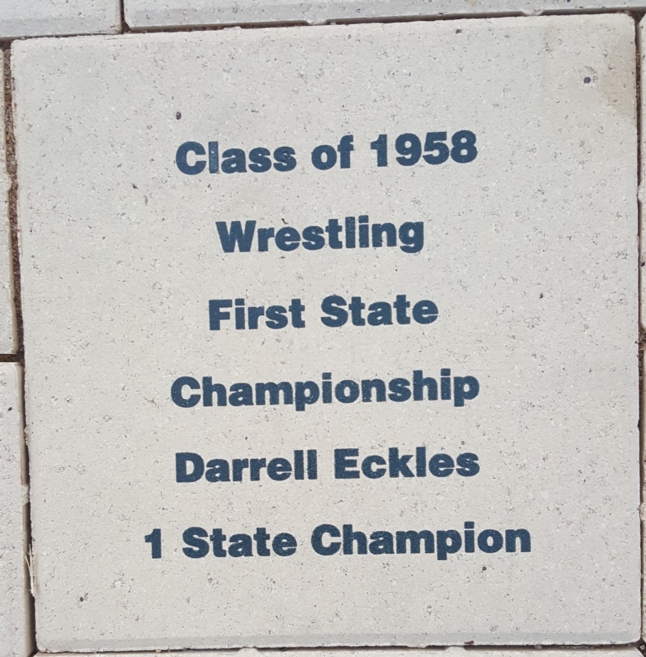 Class of 1958
Wrestling
First State
Championship
Darrell Eckles
1 State Champion